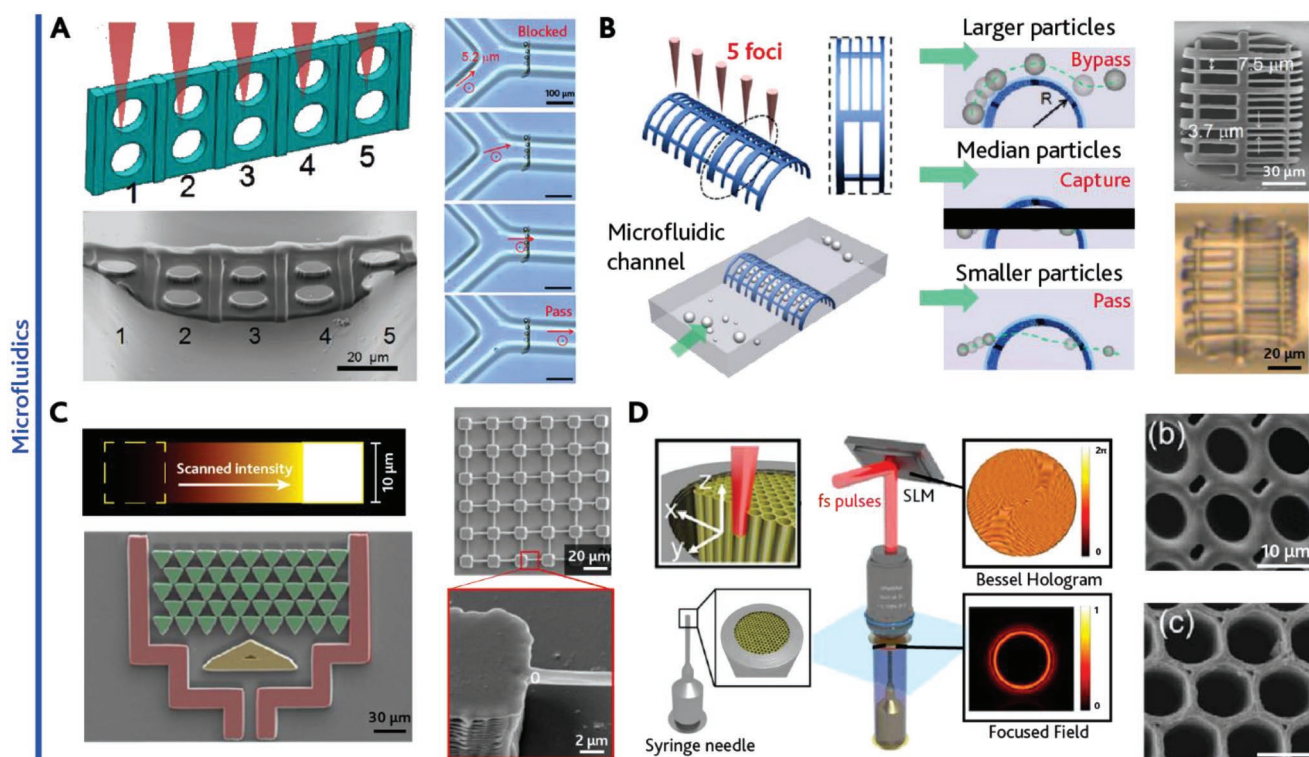 Microfluidics
A
1
2
3
4
5
1
2
3
4
5
20 μm
Blocked
5.2 μm
100 μm
Pass
B
5 foci
Microfluidic
channel
Larger particles
Bypass
R
Median particles
Capture
Smaller particles
Pass
7.5 μm
3.7 μm
30 μm
20 μm
C
Scanned intensity
10 μm
30 μm
20 μm
0
2 μm
D
z
x
y
Syringe needle
fs pulses
SLM
2π
0
Bessel Hologram
1
0
Focused Field
(b)
10 μm
(c)